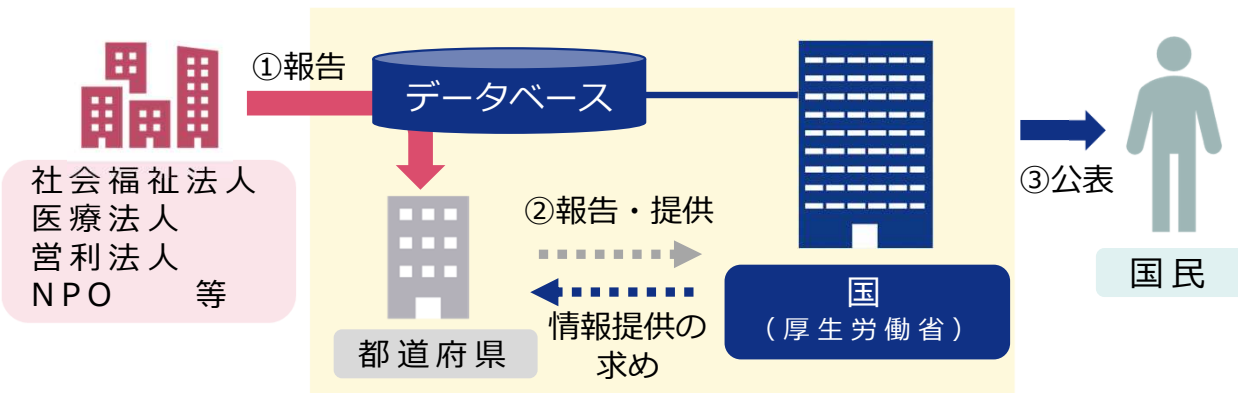 ①報告
データベース
社会福祉法人
医療法人
営利法人
NPO 等
②報告・提供
情報提供の
求め
都道府県
国
(厚生労働省)
③公表
国民